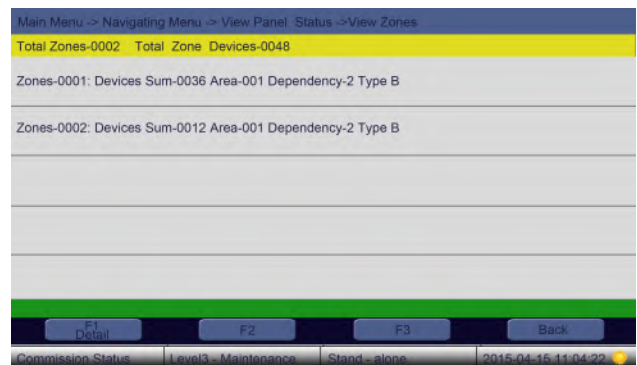 Main Menu -> Navigating Menu -> View Panel Status ->View Zones
Total Zones-0002 Total Zone Devices-0048
Zones-0001: Devices Sum-0036 Area-001 Dependency-2 Type B
Zones-0002: Devices Sum-0012 Area-001 Dependency-2 Type B
F1 Detail F2 F3 Back
Commission Status Level3 - Maintenance Stand - alone 2015-04-15 11:04:22